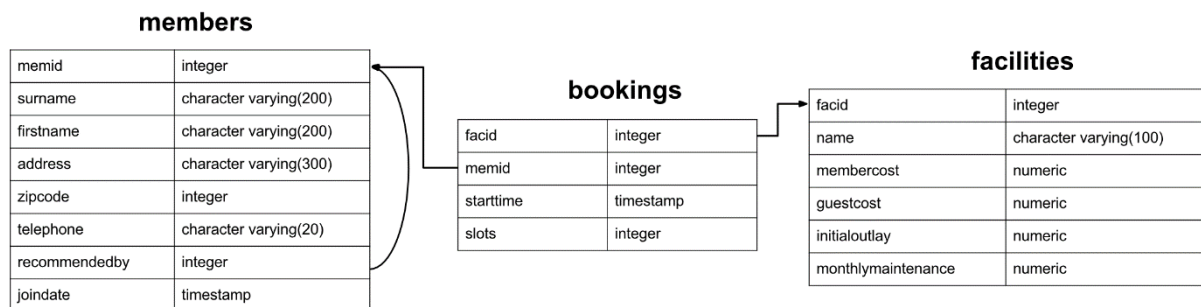 members
memid integer
surname character varying(200)
firstname character varying(200)
address character varying(300)
zipcode integer
telephone character varying(20)
recommendedby integer
joindate timestamp
bookings
facid integer
memid integer
starttime timestamp
slots integer
facilities
facid integer
name character varying(100)
membercost numeric
guestcost numeric
initialoutlay numeric
monthlymaintenance numeric